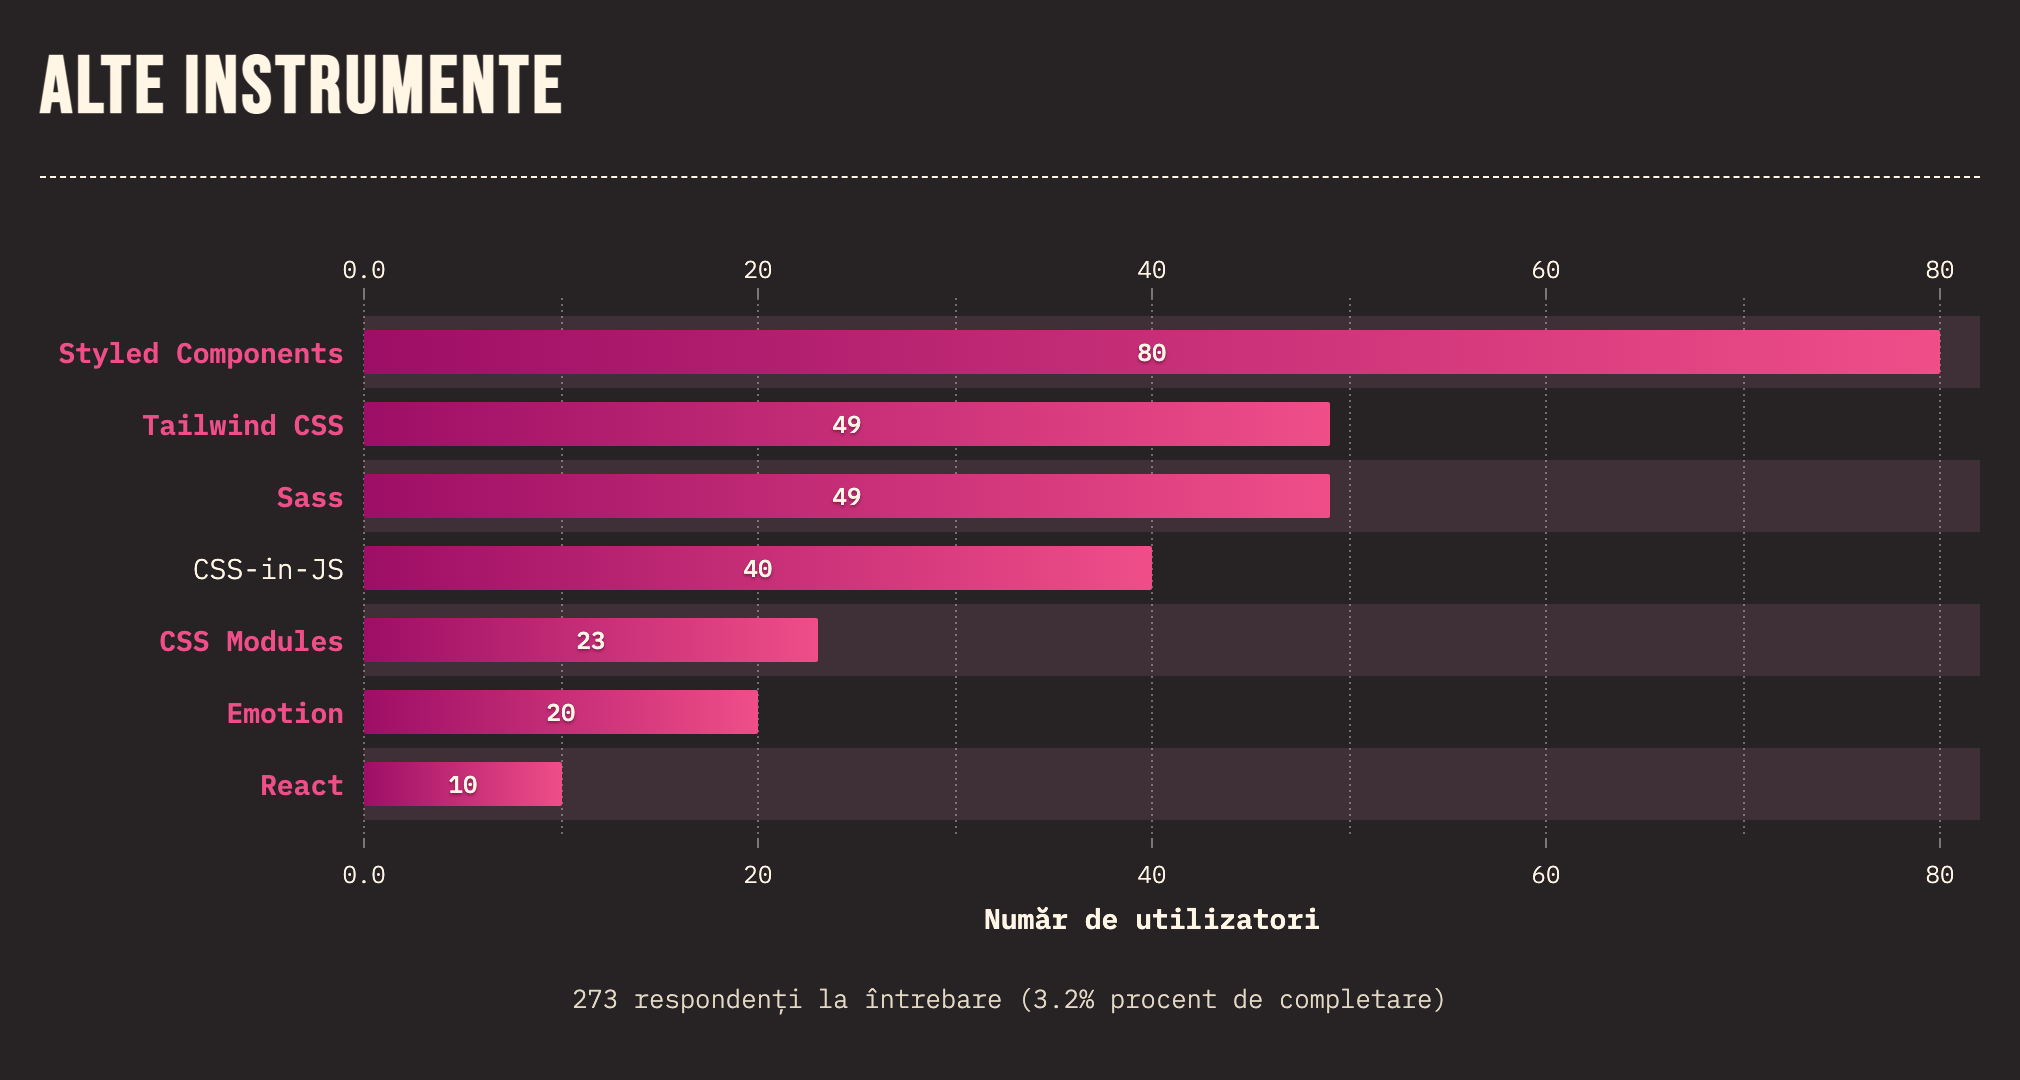 ALTE INSTRUMENTE
0.0 20 40 60 80
Styled Components 80
Tailwind CSS 49
Sass 49
CSS-in-JS 40
CSS Modules 23
Emotion 20
React 10
0.0 20 40 60 80
Număr de utilizatori
273 respondenți la întrebare (3.2% procent de completare)